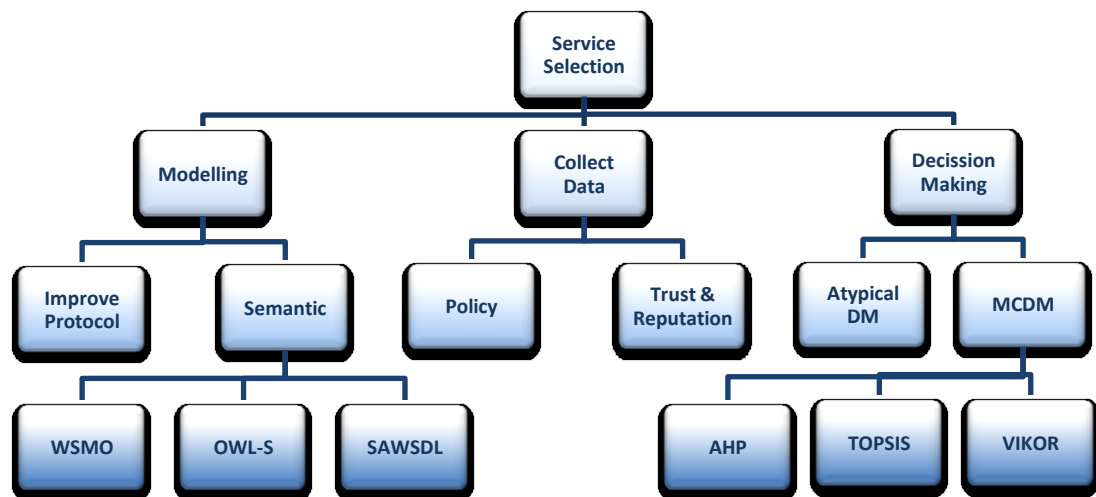 Service
Selection
Modelling
Collect
Data
Decission
Making
Improve
Protocol
Semantic
Policy
Trust &
Reputation
Atypical
DM
MCDM
WSMO
OWL-S
SAWSDL
AHP
TOPSIS
VIKOR